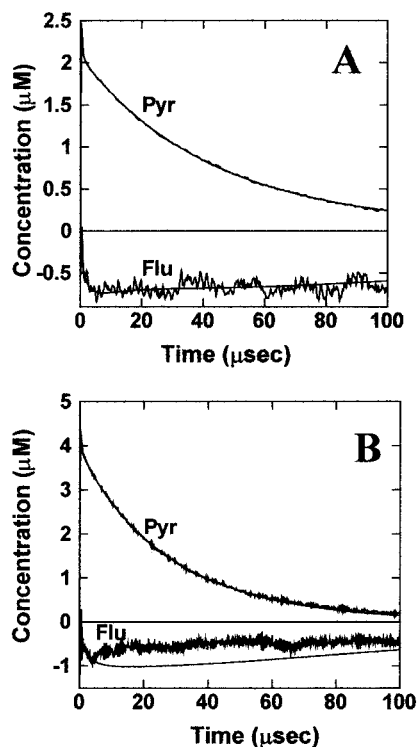 A
Concentration (μM)
2.5
2
1.5
1
0.5
0
-0.5
Pyr
Flu
0 20 40 60 80 100
Time (μsec)
B
Concentration (μM)
5
4
3
2
1
0
-1
Pyr
Flu
0 20 40 60 80 100
Time (μsec)